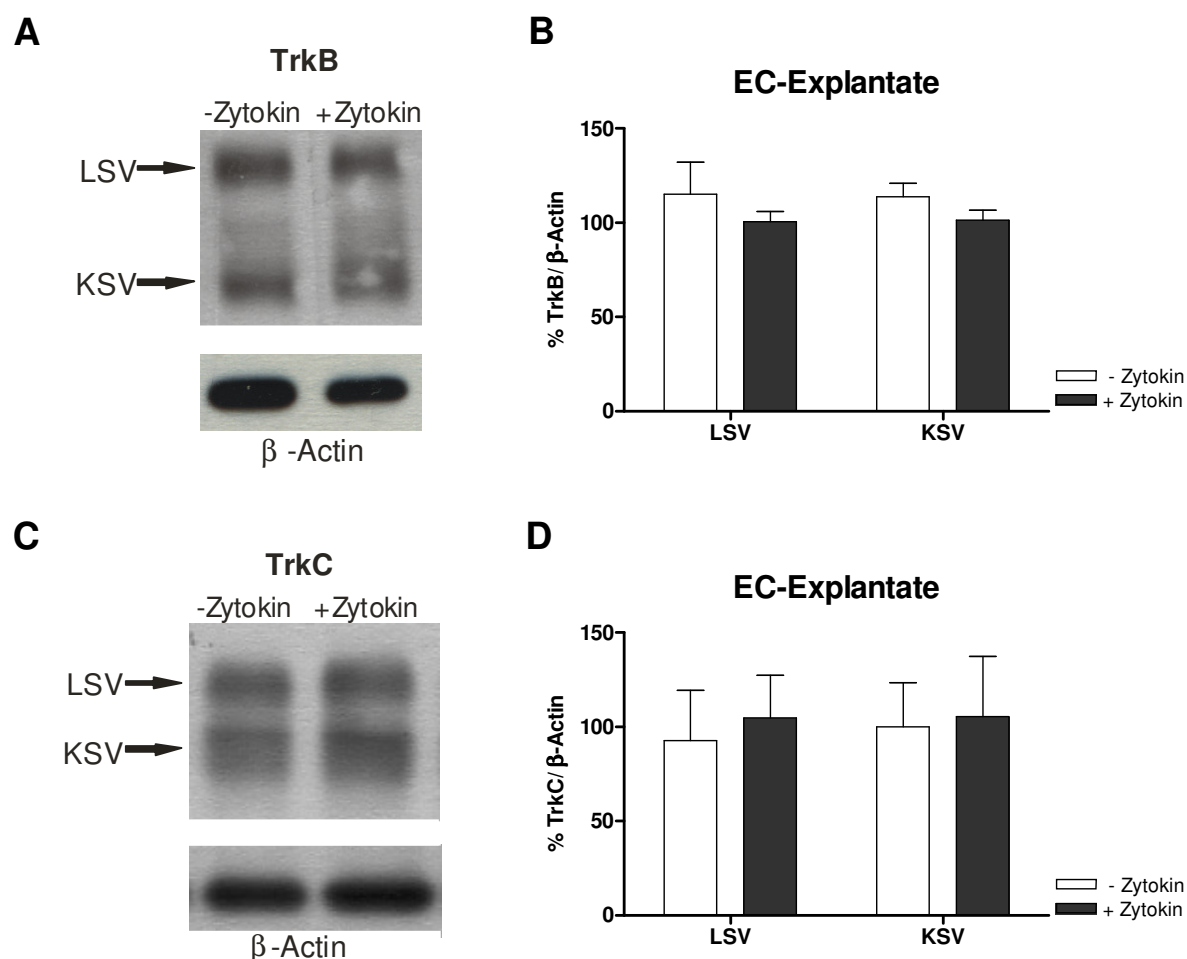 A
TrkB
-Zytokin +Zytokin
LSV
KSV
β -Actin
B
EC-Explantate
% TrkB/ β-Actin
150
100
50
0
LSV KSV
- Zytokin
+ Zytokin
C
TrkC
-Zytokin +Zytokin
LSV
KSV
β -Actin
D
EC-Explantate
% TrkC/ β-Actin
150
100
50
0
LSV KSV
- Zytokin
+ Zytokin